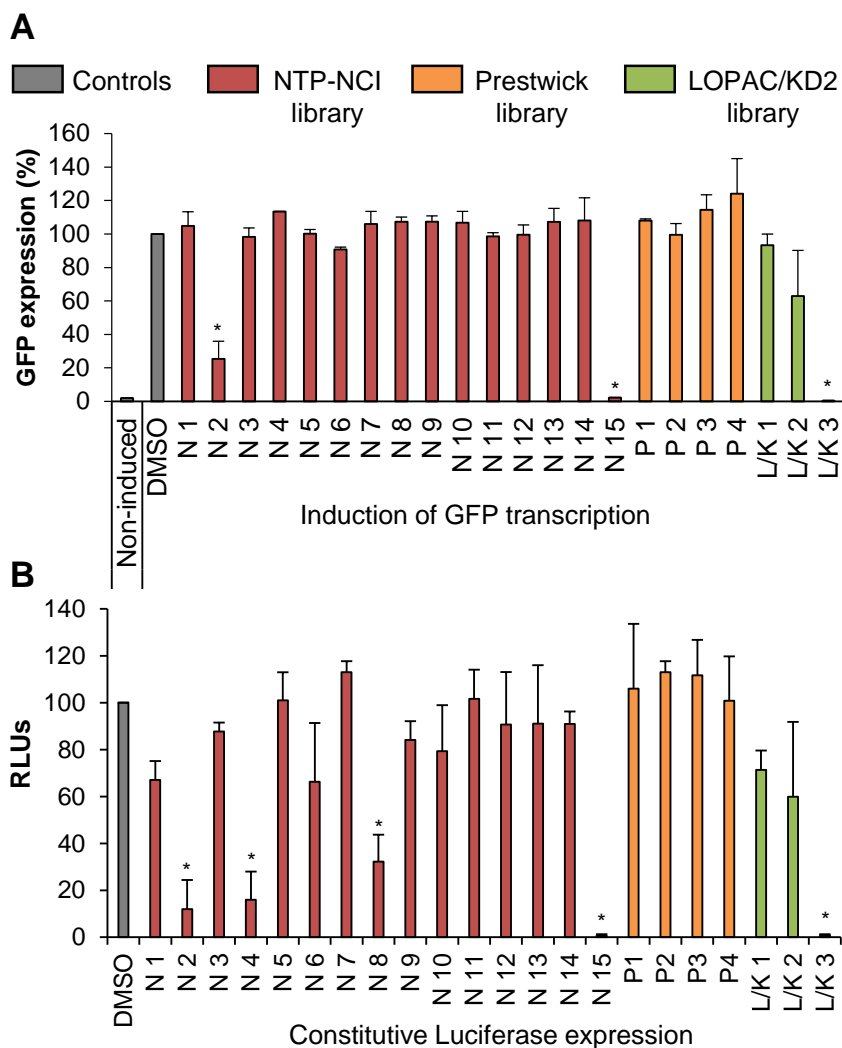 A
Controls
NTP-NCI library
Prestwick library
LOPAC/KD2 library
GFP expression (%)
160
140
120
100
80
60
40
20
0
*
*
*
Non-induced
DMSO
N 1
N 2
N 3
N 4
N 5
N 6
N 7
N 8
N 9
N 10
N 11
N 12
N 13
N 14
N 15
P 1
P 2
P 3
P 4
L/K 1
L/K 2
L/K 3
Induction of GFP transcription
B
RLUs
140
120
100
80
60
40
20
0
*
*
*
*
*
DMSO
N 1
N 2
N 3
N 4
N 5
N 6
N 7
N 8
N 9
N 10
N 11
N 12
N 13
N 14
N 15
P1
P2
P3
P4
L/K 1
L/K 2
L/K 3
Constitutive Luciferase expression